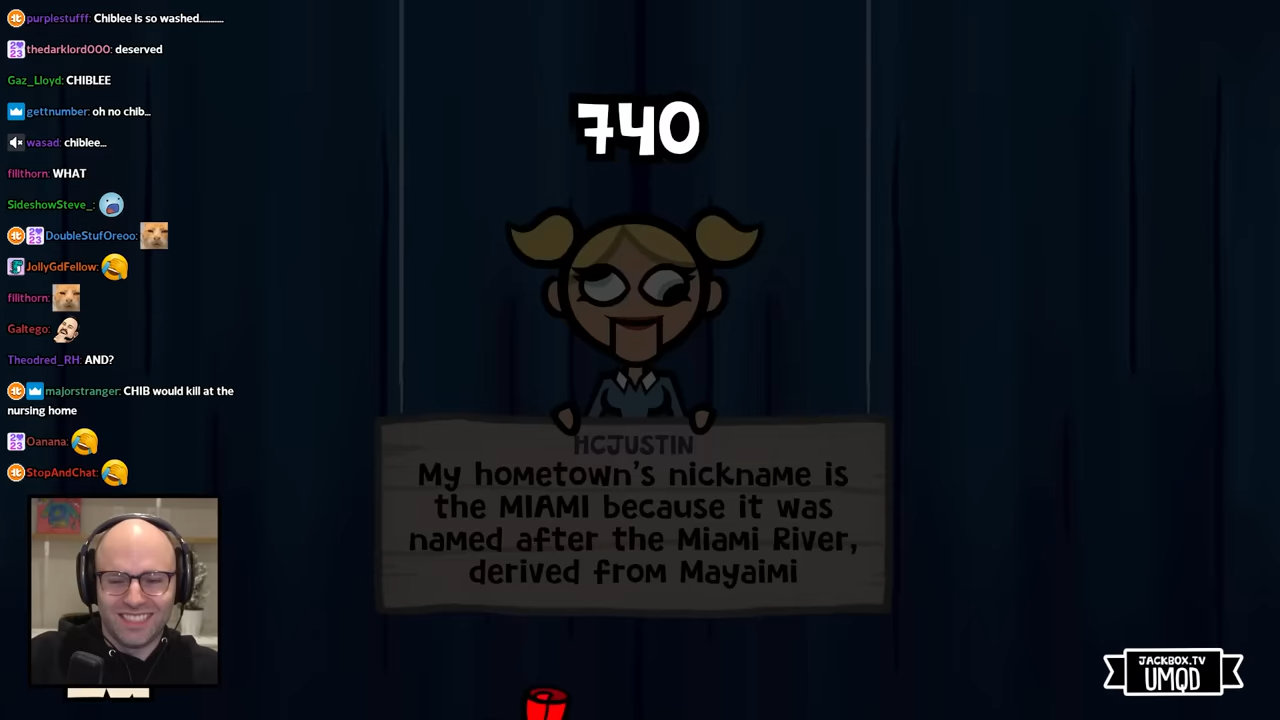 purplestufff: Chiblee is so washed..........
thedarklord000: deserved
Gaz_Lloyd: CHIBLEE
gettnumber: oh no chib...
wasad: chiblee...
filithorn: WHAT
SideshowSteve_:
DoubleStufOreoo:
JollyGdFellow:
filithorn:
Galtego:
Theodred_RH: AND?
majorstranger: CHIB would kill at the
nursing home
Oanana:
StopAndChat:
740
HCJUSTIN
My hometown's nickname is
the MIAMI because it was
named after the Miami River,
derived from Mayaimi
JACKBOX.TV
UMQD